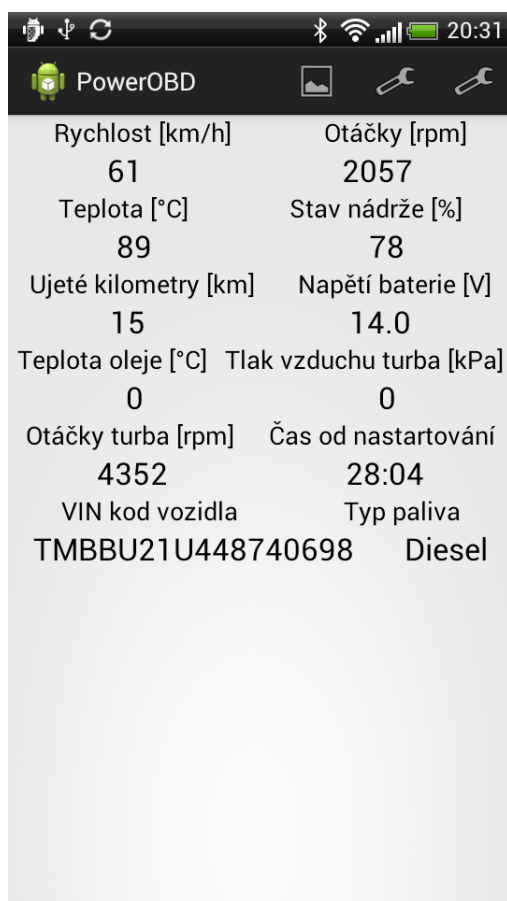 20:31
PowerOBD
Rychlost [km/h] Otáčky [rpm]
61 2057
Teplota [°C] Stav nádrže [%]
89 78
Ujeté kilometry [km] Napětí baterie [V]
15 14.0
Teplota oleje [°C] Tlak vzduchu turba [kPa]
0 0
Otáčky turba [rpm] Čas od nastartování
4352 28:04
VIN kod vozidla Typ paliva
TMBBU21U448740698 Diesel